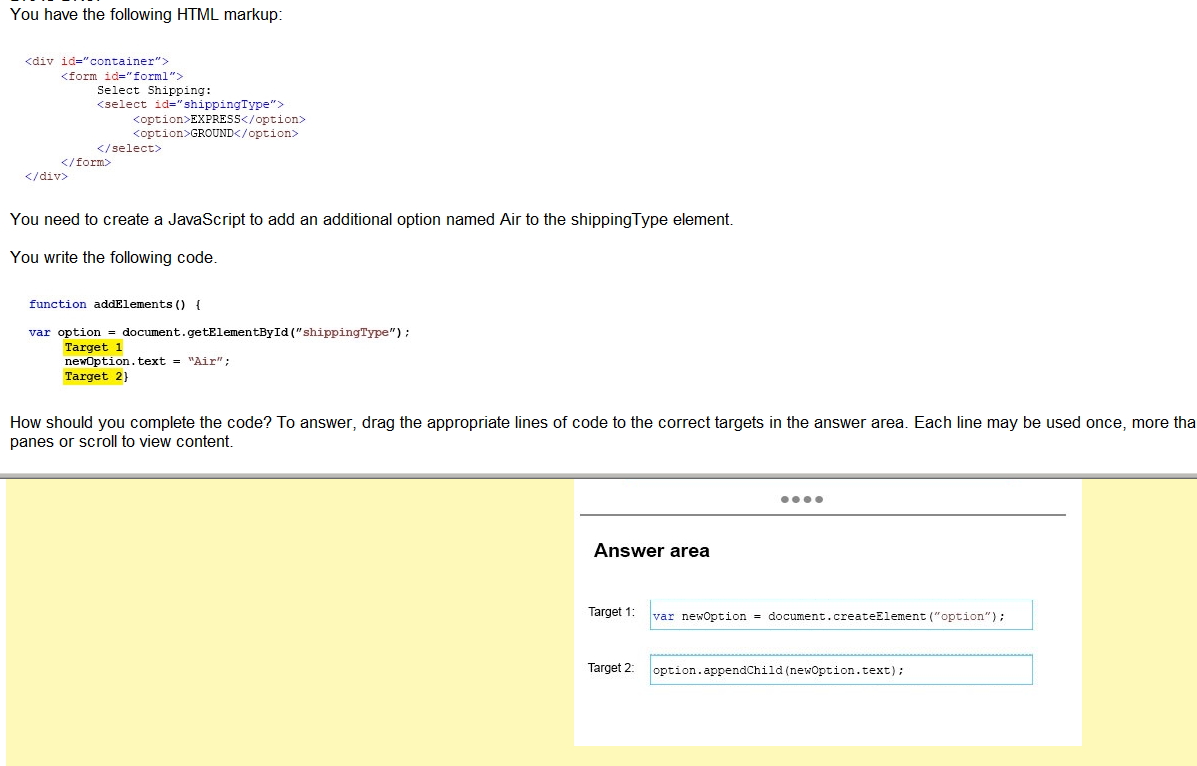 You have the following HTML markup:
<div id="container">
<form id="form1">
Select Shipping:
<select id="shippingType">
<option>EXPRESS</option>
<option>GROUND</option>
</select>
</form>
</div>
You need to create a JavaScript to add an additional option named Air to the shippingType element.
You write the following code.
function addElements() {
var option = document.getElementById("shippingType");
Target 1
newOption.text = "Air";
Target 2}
How should you complete the code? To answer, drag the appropriate lines of code to the correct targets in the answer area. Each line may be used once, more tha
panes or scroll to view content.
Answer area
Target 1: var newOption = document.createElement("option");
Target 2: option.appendChild(newOption.text);